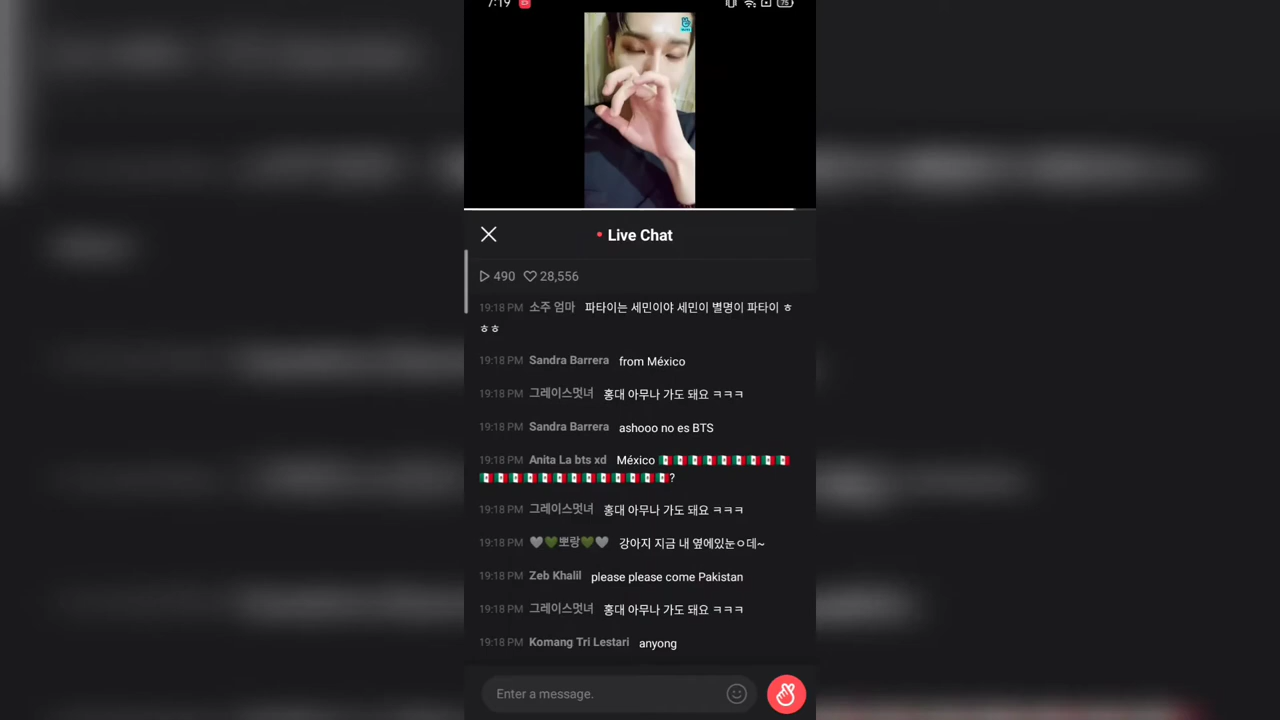 7:19
75
Live Chat
490 28,556
19:18 PM 소주 엄마 파타이는 세민이야 세민이 별명이 파타이 ㅎ
ㅎㅎ
19:18 PM Sandra Barrera from México
19:18 PM 그레이스멋녀 홍대 아무나 가도 돼요 ㅋㅋㅋ
19:18 PM Sandra Barrera ashooo no es BTS
19:18 PM Anita La bts xd México 🇲🇽🇲🇽🇲🇽🇲🇽🇲🇽🇲🇽🇲🇽🇲🇽🇲🇽
🇲🇽🇲🇽🇲🇽🇲🇽🇲🇽🇲🇽🇲🇽🇲🇽🇲🇽🇲🇽🇲🇽🇲🇽🇲🇽?
19:18 PM 그레이스멋녀 홍대 아무나 가도 돼요 ㅋㅋㅋ
19:18 PM 🤍💚뽀랑💚🤍 강아지 지금 내 옆에있눈ㅇ데~
19:18 PM Zeb Khalil please please come Pakistan
19:18 PM 그레이스멋녀 홍대 아무나 가도 돼요 ㅋㅋㅋ
19:18 PM Komang Tri Lestari anyong
Enter a message.